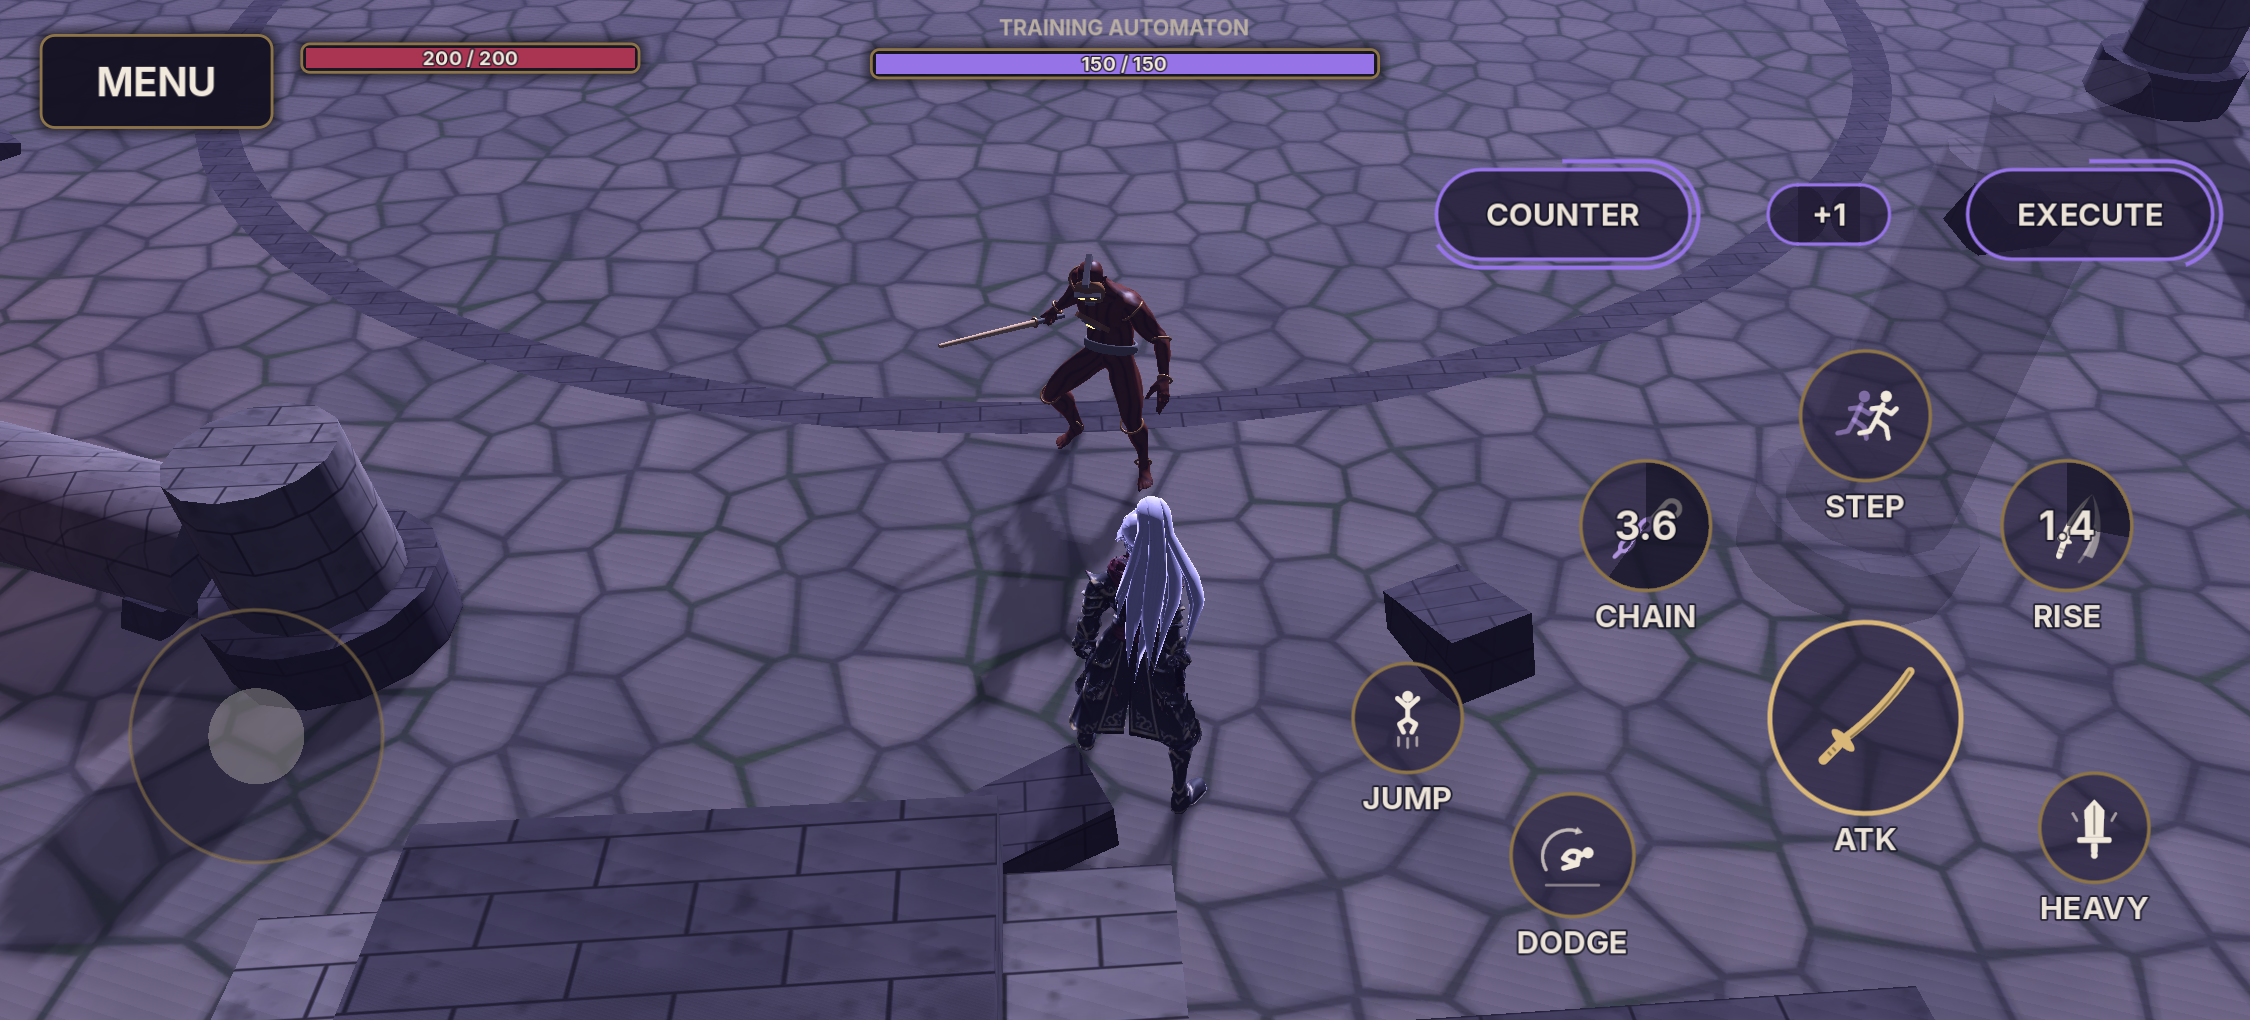 TRAINING AUTOMATON
MENU
200 / 200
150 / 150
COUNTER
+1
EXECUTE
STEP
3.6
1.4
CHAIN
RISE
JUMP
ATK
HEAVY
DODGE